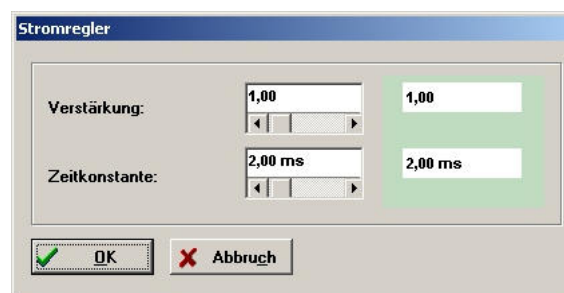 Stromregler
Verstärkung: 1,00 1,00
Zeitkonstante: 2,00 ms 2,00 ms
OK Abbruch